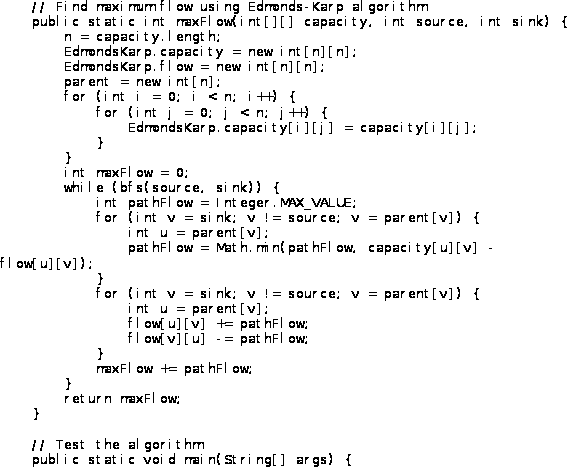 // Find maximum flow using Edmonds-Karp algorithm
public static int maxFlow(int[][] capacity, int source, int sink) {
n = capacity.length;
EdmondsKarp.capacity = new int[n][n];
EdmondsKarp.flow = new int[n][n];
parent = new int[n];
for (int i = 0; i < n; i++) {
for (int j = 0; j < n; j++) {
EdmondsKarp.capacity[i][j] = capacity[i][j];
}
}
int maxFlow = 0;
while (bfs(source, sink)) {
int pathFlow = Integer.MAX_VALUE;
for (int v = sink; v != source; v = parent[v]) {
int u = parent[v];
pathFlow = Math.min(pathFlow, capacity[u][v] -
flow[u][v]);
}
for (int v = sink; v != source; v = parent[v]) {
int u = parent[v];
flow[u][v] += pathFlow;
flow[v][u] -= pathFlow;
}
maxFlow += pathFlow;
}
return maxFlow;
}
// Test the algorithm
public static void main(String[] args) {